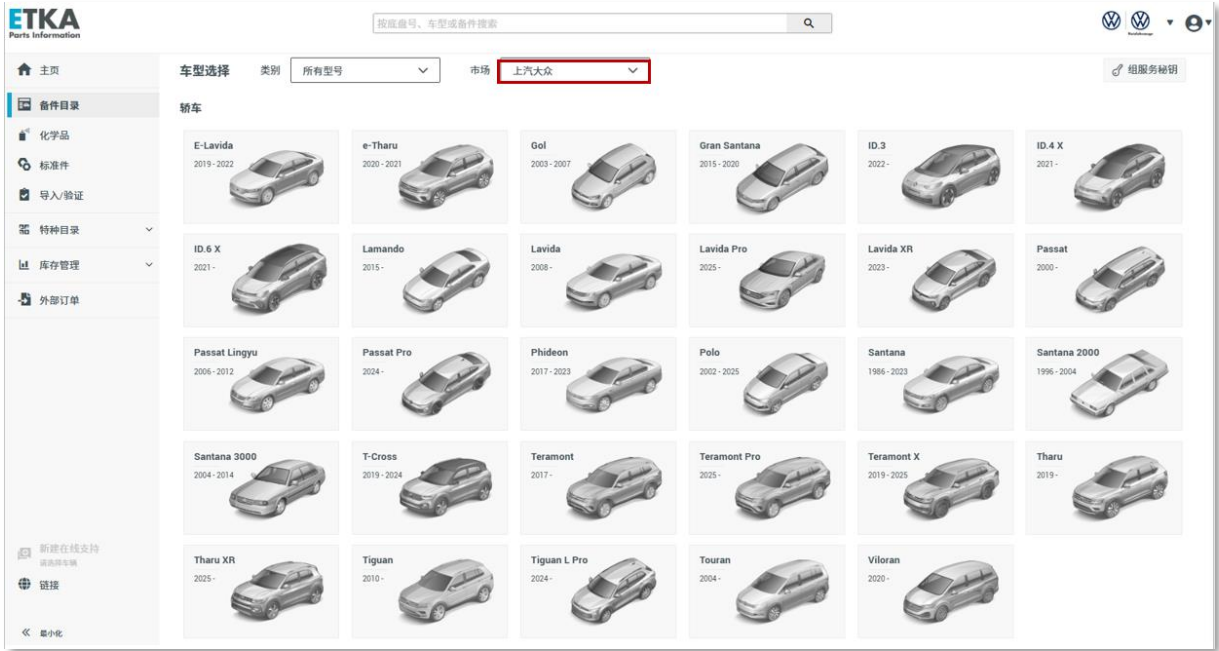 ETKA
Parts Information
按底盘号、车型或备件搜索
主页
备件目录
化学品
标准件
导入/验证
特种目录
库存管理
外部订单
新建在线支持
请选择车辆
链接
最小化
车型选择 类别 所有型号 市场 上汽大众
组服务秘钥
轿车
E-Lavida
2019 - 2022
e-Tharu
2020 - 2021
Gol
2003 - 2007
Gran Santana
2015 - 2020
ID.3
2022 -
ID.4 X
2021 -
ID.6 X
2021 -
Lamando
2015 -
Lavida
2008 -
Lavida Pro
2025 -
Lavida XR
2023 -
Passat
2000 -
Passat Lingyu
2006 - 2012
Passat Pro
2024 -
Phideon
2017 - 2023
Polo
2002 - 2025
Santana
1986 - 2023
Santana 2000
1996 - 2004
Santana 3000
2004 - 2014
T-Cross
2019 - 2024
Teramont
2017 -
Teramont Pro
2025 -
Teramont X
2019 - 2025
Tharu
2019 -
Tharu XR
2025 -
Tiguan
2010 -
Tiguan L Pro
2024 -
Touran
2004 -
Viloran
2020 -